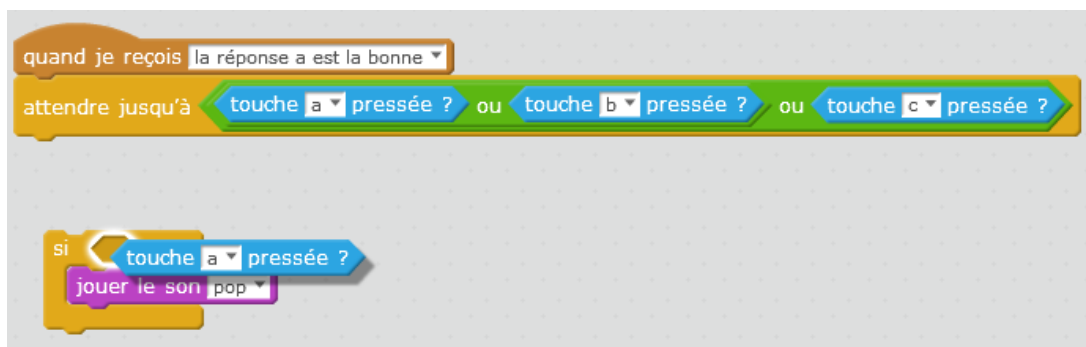 quand je reçois la réponse a est la bonne
attendre jusqu'à touche a pressée ? ou touche b pressée ? ou touche c pressée ?
si touche a pressée ?
jouer le son pop